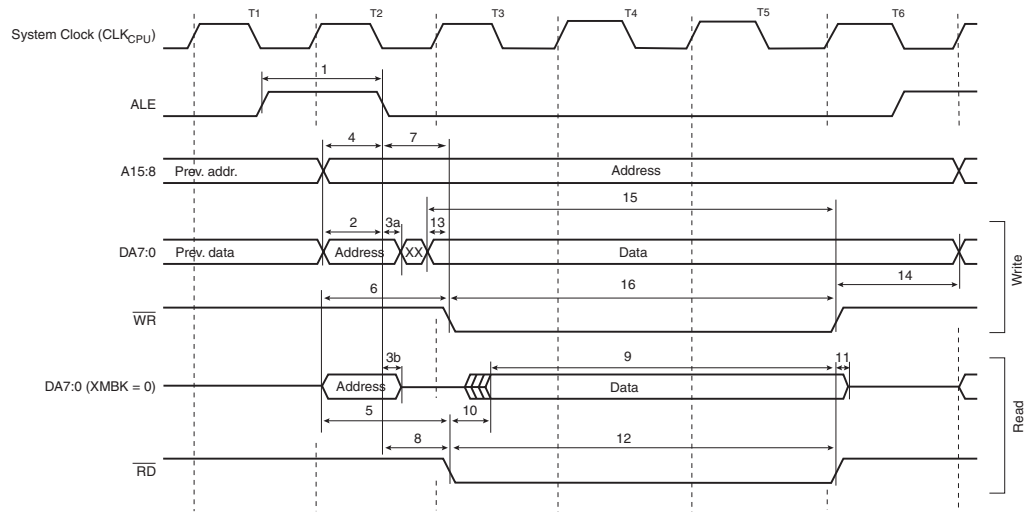 T1 T2 T3 T4 T5 T6
System Clock (CLKCPU)
1
ALE
4 7
A15:8 Prev. addr. Address
15
2 3a 13
DA7:0 Prev. data Address XX Data
14
6 16
WR
Write
3b 9 11
DA7:0 (XMBK = 0) Address Data
5 10
8 12
RD
Read